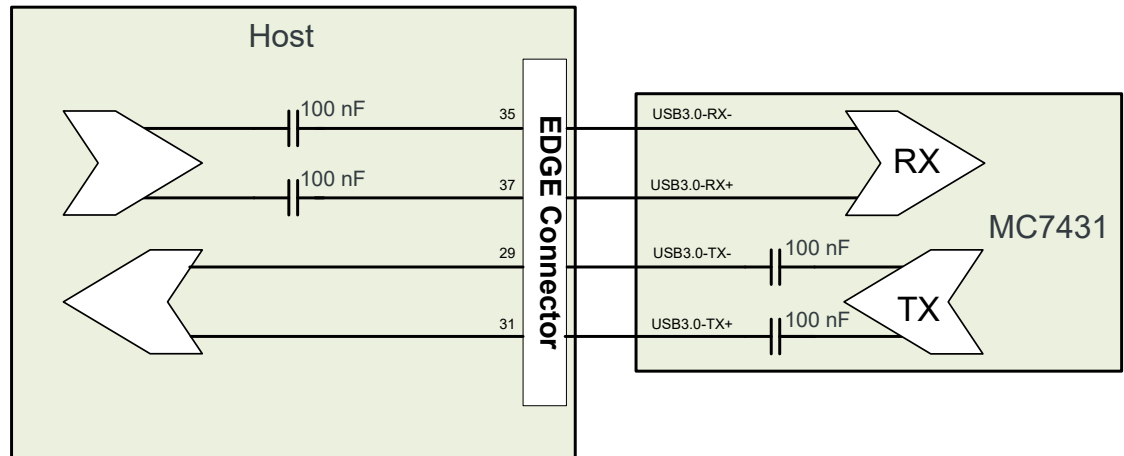 Host
100 nF
35
USB3.0-RX-
100 nF
37
USB3.0-RX+
RX
EDGE Connector
MC7431
29
USB3.0-TX-
100 nF
31
USB3.0-TX+
100 nF
TX